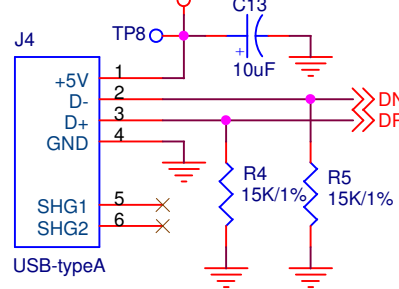 C13
TP8
J4
+
10uF
+5V 1
D- 2
D+ 3
GND 4
SHG1 5
SHG2 6
USB-typeA
R4
15K/1%
R5
15K/1%